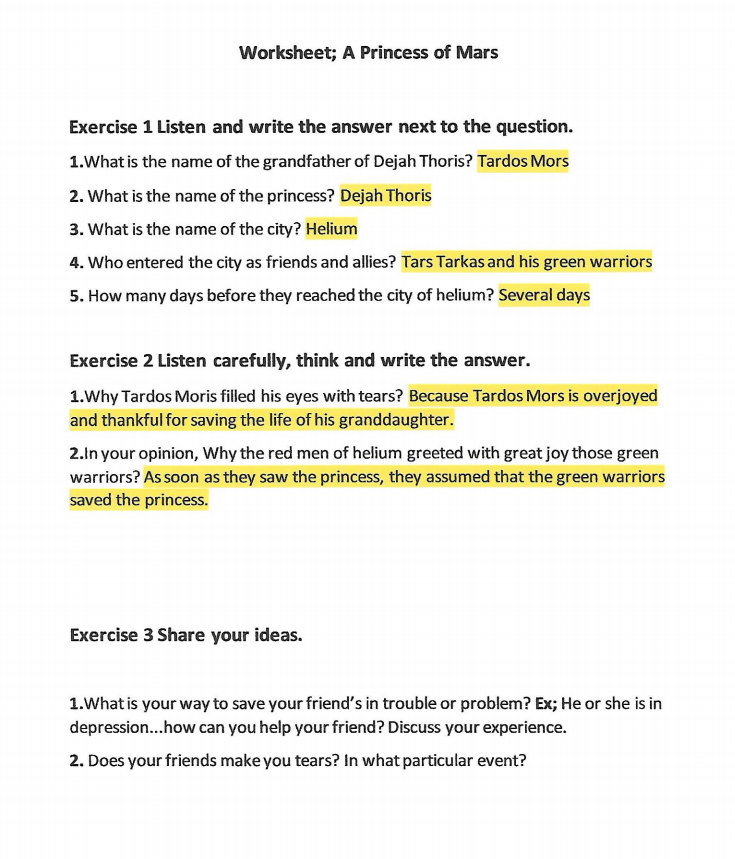 Worksheet; A Princess of Mars
Exercise 1 Listen and write the answer next to the question.
1.What is the name of the grandfather of Dejah Thoris? Tardos Mors
2. What is the name of the princess? Dejah Thoris
3. What is the name of the city? Helium
4. Who entered the city as friends and allies? Tars Tarkas and his green warriors
5. How many days before they reached the city of helium? Several days
Exercise 2 Listen carefully, think and write the answer.
1.Why Tardos Moris filled his eyes with tears? Because Tardos Mors is overjoyed
and thankful for saving the life of his granddaughter.
2.In your opinion, Why the red men of helium greeted with great joy those green
warriors? As soon as they saw the princess, they assumed that the green warriors
saved the princess.
Exercise 3 Share your ideas.
1.What is your way to save your friend's in trouble or problem? Ex; He or she is in
depression...how can you help your friend? Discuss your experience.
2. Does your friends make you tears? In what particular event?